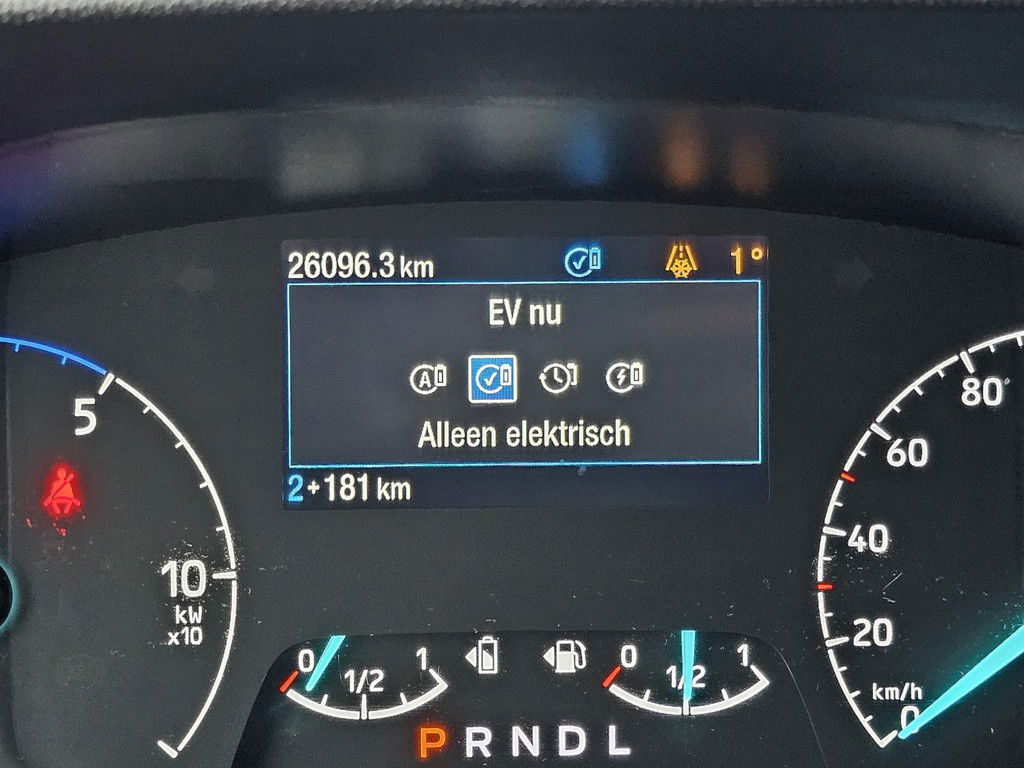 26096.3 km 1°
EV nu
A
Alleen elektrisch
2+181 km
5
10
kW
x10
80
60
40
20
km/h
0
0 1/2 1
0 1/2 1
P R N D L